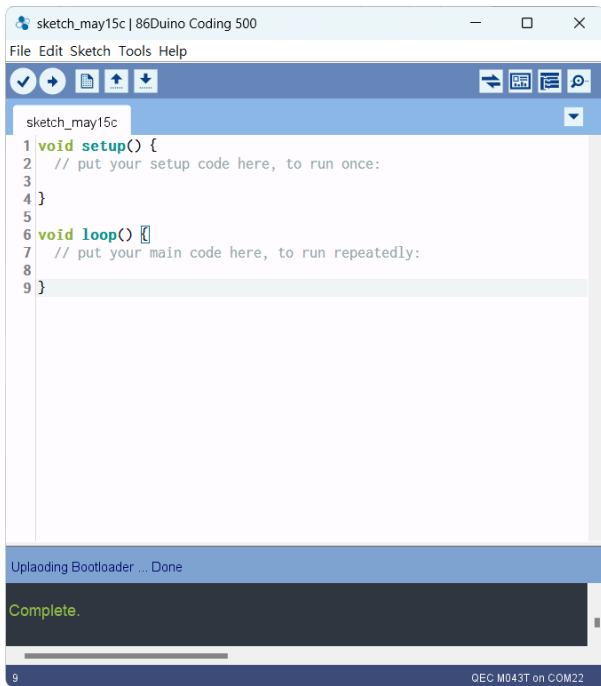 sketch_may15c | 86Duino Coding 500
File Edit Sketch Tools Help
sketch_may15c
1 void setup() {
2 // put your setup code here, to run once:
3
4 }
5
6 void loop() {
7 // put your main code here, to run repeatedly:
8
9 }
Uplaoding Bootloader ... Done
Complete.
9 QEC M043T on COM22